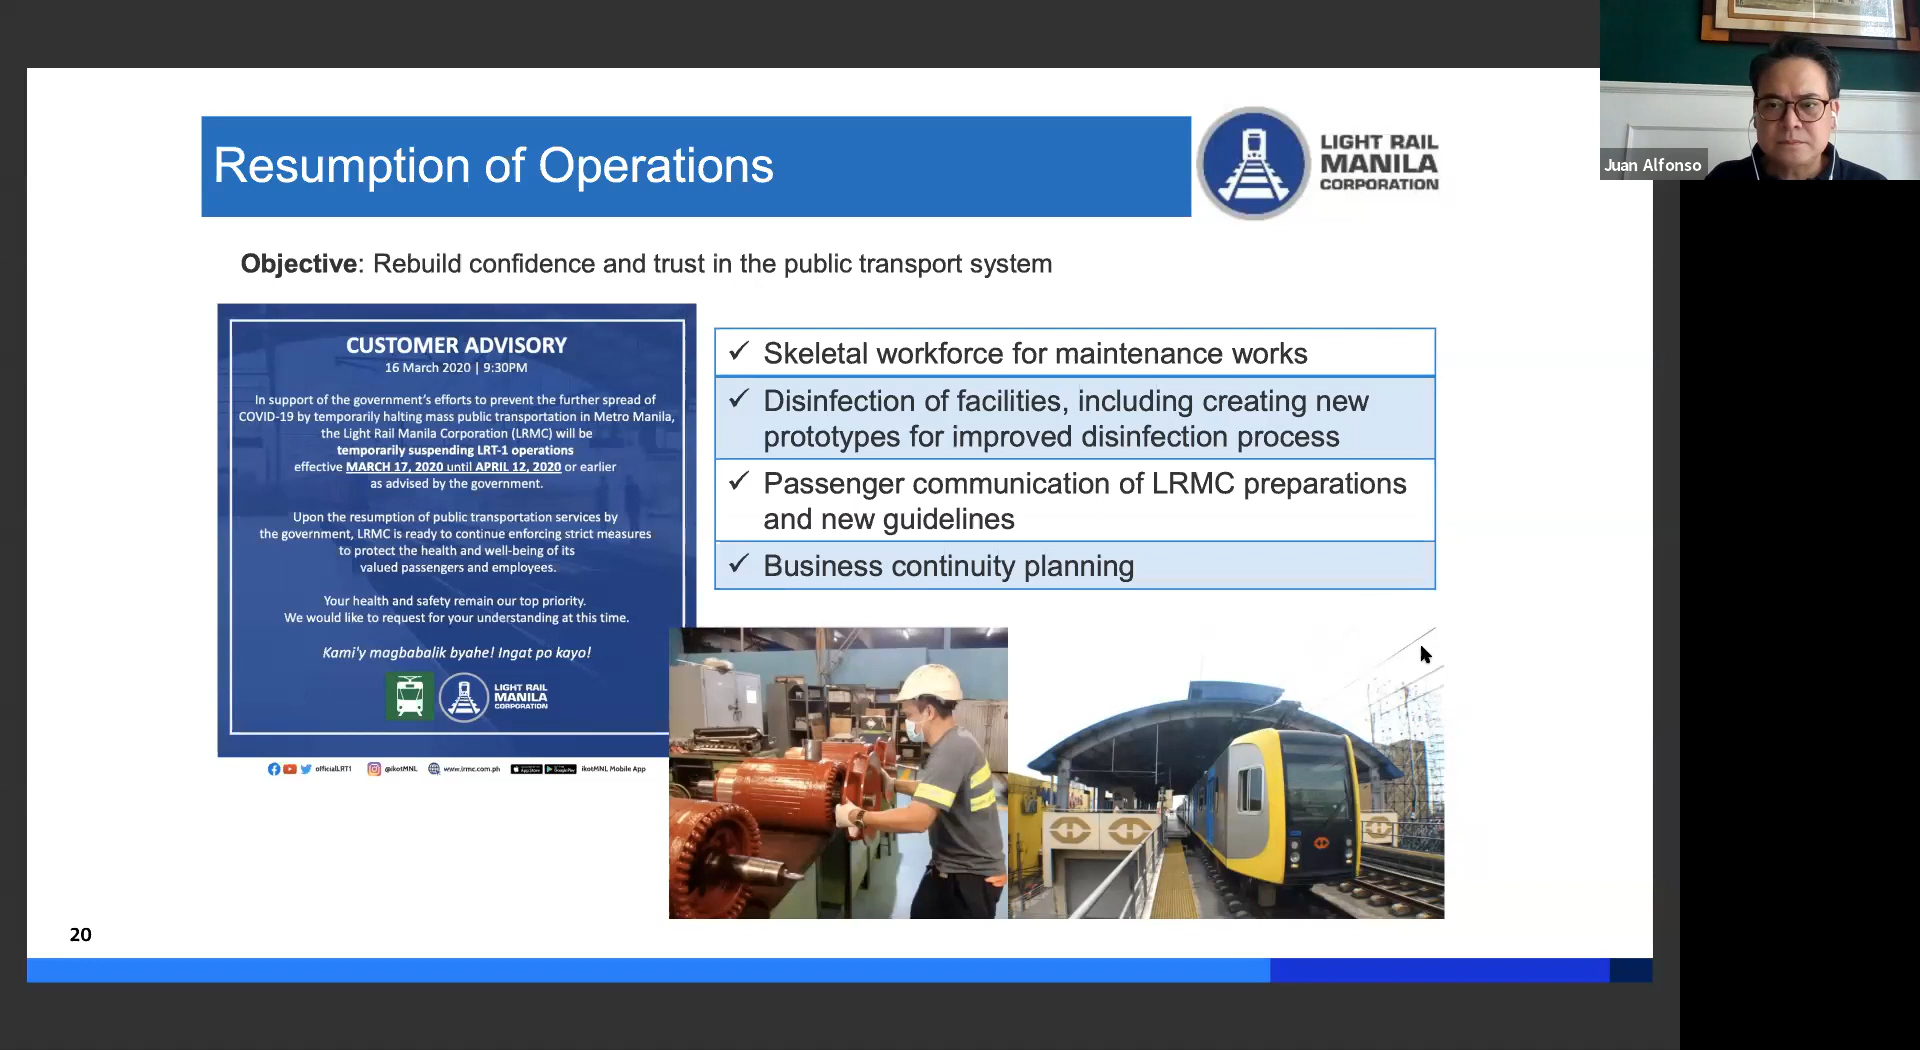 Resumption of Operations
LIGHT RAIL
MANILA
CORPORATION
Juan Alfonso
Objective: Rebuild confidence and trust in the public transport system
CUSTOMER ADVISORY
16 March 2020 | 9:30PM
In support of the government's efforts to prevent the further spread of
COVID-19 by temporarily halting mass public transportation in Metro Manila,
the Light Rail Manila Corporation (LRMC) will be
temporarily suspending LRT-1 operations
effective MARCH 17, 2020 until APRIL 12, 2020 or earlier
as advised by the government.
Upon the resumption of public transportation services by
the government, LRMC is ready to continue enforcing strict measures
to protect the health and well-being of its
valued passengers and employees.
Your health and safety remain our top priority.
We would like to request for your understanding at this time.
Kami'y magbabalik byahe! Ingat po kayo!
LIGHT RAIL
MANILA
CORPORATION
officialLRT1 @ikotMNL www.lrmc.com.ph App Store Google Play ikotMNL Mobile App
✓ Skeletal workforce for maintenance works
✓ Disinfection of facilities, including creating new
prototypes for improved disinfection process
✓ Passenger communication of LRMC preparations
and new guidelines
✓ Business continuity planning
20